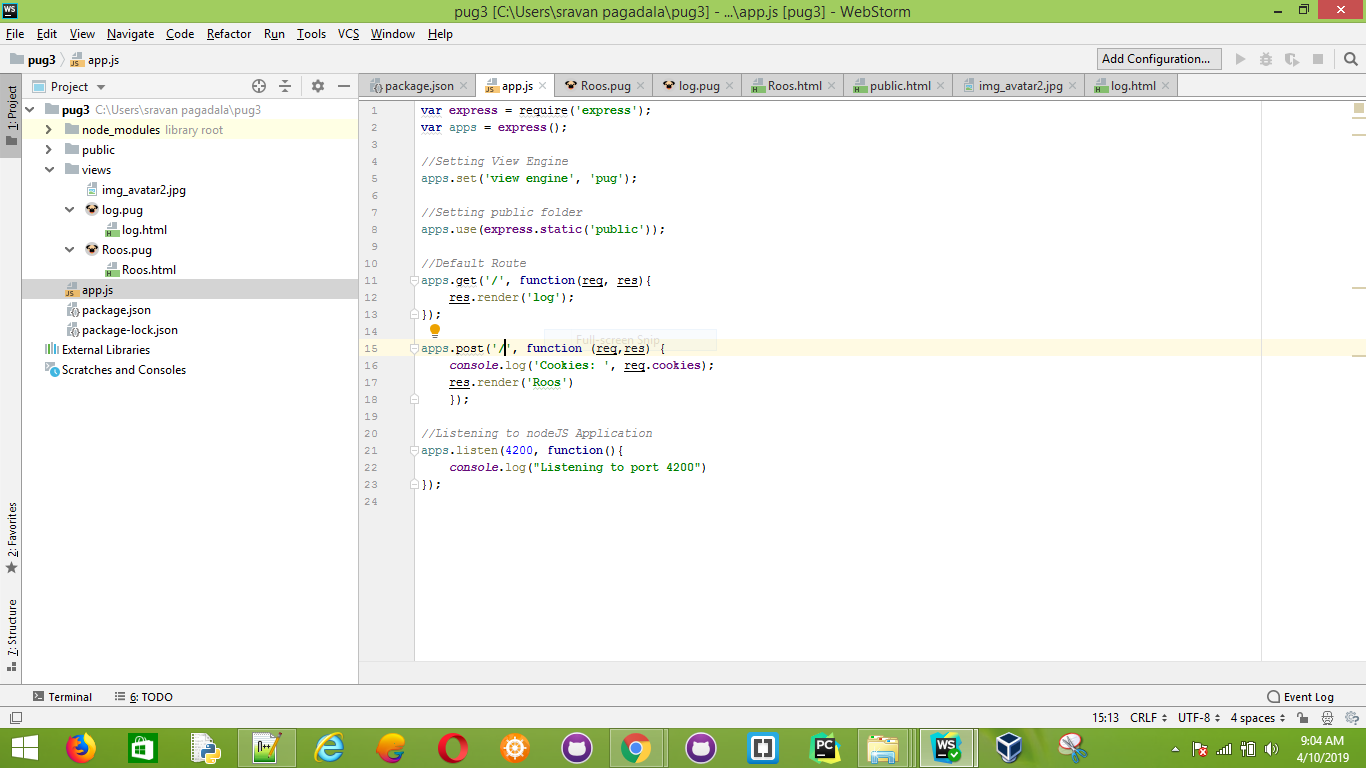 pug3 [C:\Users\sravan pagadala\pug3] - ...\app.js [pug3] - WebStorm
File Edit View Navigate Code Refactor Run Tools VCS Window Help
pug3 app.js Add Configuration...
1: Project
Project
pug3 C:\Users\sravan pagadala\pug3
node_modules library root
public
views
img_avatar2.jpg
log.pug
log.html
Roos.pug
Roos.html
app.js
package.json
package-lock.json
External Libraries
Scratches and Consoles
2: Favorites
7: Structure
package.json app.js Roos.pug log.pug Roos.html public.html img_avatar2.jpg log.html
1 var express = require('express');
2 var apps = express();
3
4 //Setting View Engine
5 apps.set('view engine', 'pug');
6
7 //Setting public folder
8 apps.use(express.static('public'));
9
10 //Default Route
11 apps.get('/', function(req, res){
12 res.render('log');
13 });
14
Full-screen Snip
15 apps.post('/', function (req,res) {
16 console.log('Cookies: ', req.cookies);
17 res.render('Roos')
18 });
19
20 //Listening to nodeJS Application
21 apps.listen(4200, function(){
22 console.log("Listening to port 4200")
23 });
24
Terminal 6: TODO Event Log
15:13 CRLF UTF-8 4 spaces
9:04 AM
4/10/2019